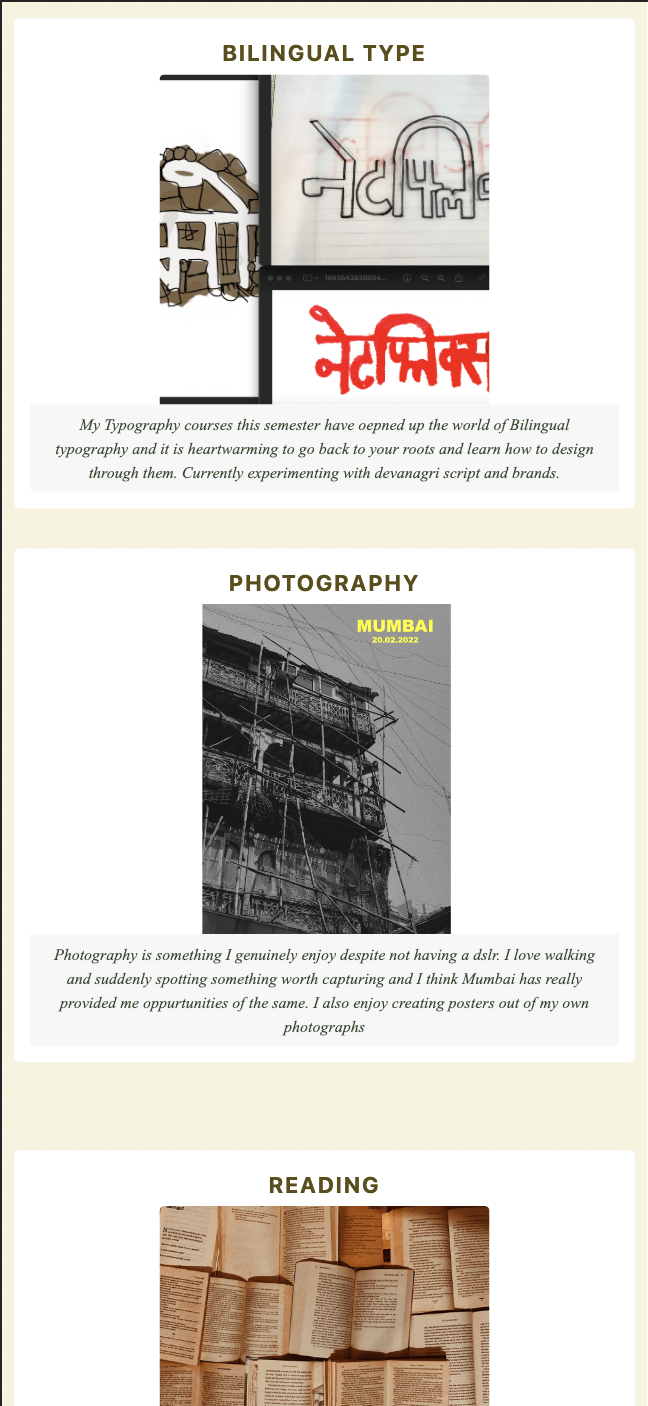 BILINGUAL TYPE
नेटफ्लि
1663643839864...
नेटफ्लिक्स
My Typography courses this semester have oepned up the world of Bilingual
typography and it is heartwarming to go back to your roots and learn how to design
through them. Currently experimenting with devanagri script and brands.
PHOTOGRAPHY
MUMBAI
20.02.2022
Photography is something I genuinely enjoy despite not having a dslr. I love walking
and suddenly spotting something worth capturing and I think Mumbai has really
provided me oppurtunities of the same. I also enjoy creating posters out of my own
photographs
READING